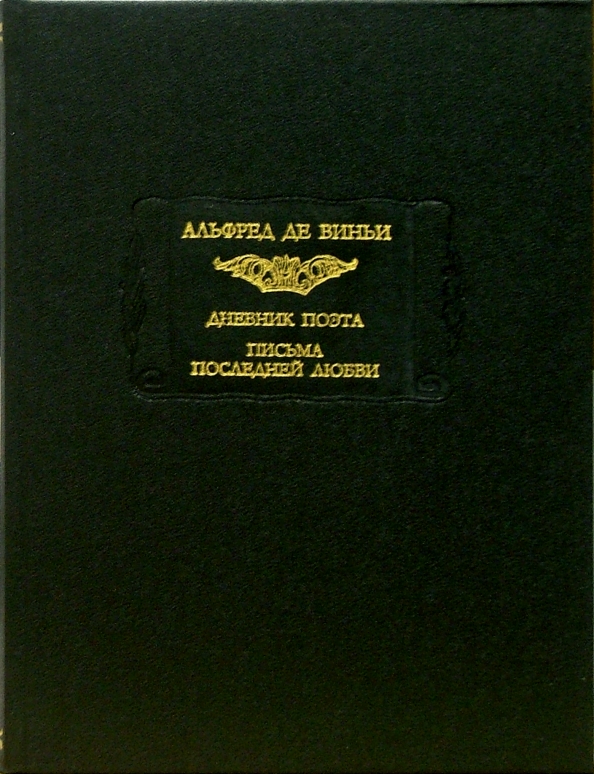 АЛЬФРЕД ДЕ ВИНЬИ
ДНЕВНИК ПОЭТА
ПИСЬМА
ПОСЛЕДНЕЙ ЛЮБВИ